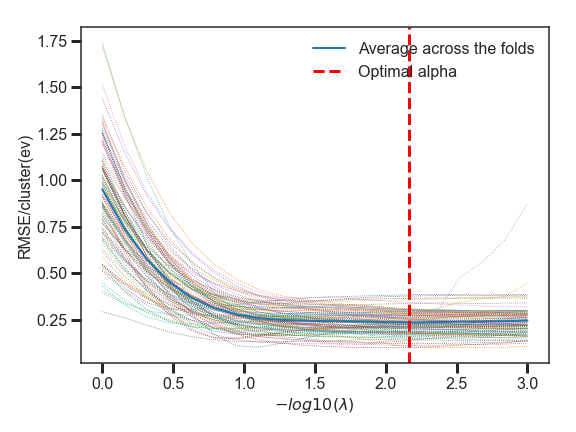 Average across the folds
Optimal alpha
RMSE/cluster(ev)
1.75
1.50
1.25
1.00
0.75
0.50
0.25
0.0 0.5 1.0 1.5 2.0 2.5 3.0
−log10(λ)